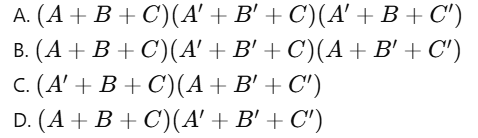 A. (A + B + C)(A′ + B′ + C)(A′ + B + C′)
B. (A + B + C)(A′ + B′ + C)(A + B′ + C′)
C. (A′ + B + C)(A + B′ + C′)
D. (A + B + C)(A′ + B′ + C′)